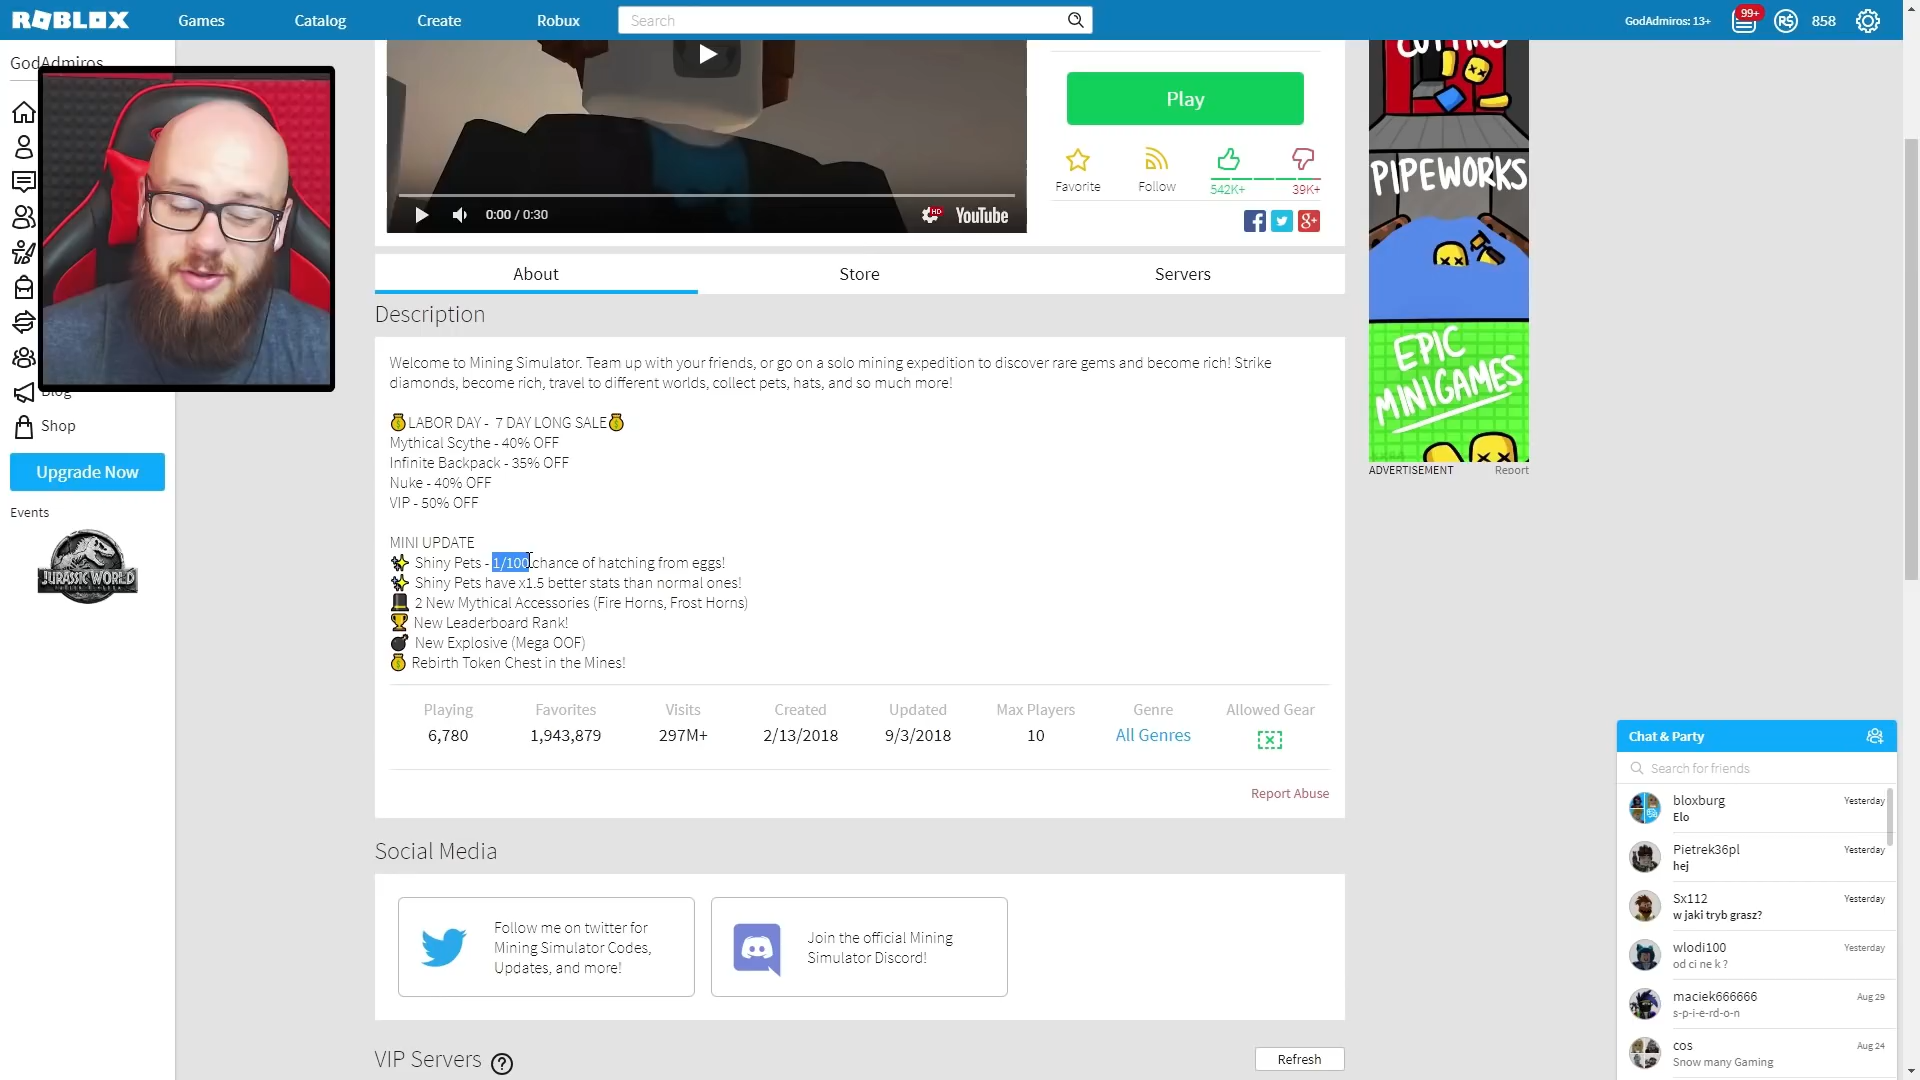 ROBLOX
Games
Catalog
Create
Robux
Search
GodAdmiros: 13+
99+
R$
858
GodAdmiros
Blog
Shop
Upgrade Now
Events
JURASSIC WORLD
0:00 / 0:30
HD
YouTube
Play
Favorite
Follow
542K+
39K+
g+
About
Store
Servers
Description
Welcome to Mining Simulator. Team up with your friends, or go on a solo mining expedition to discover rare gems and become rich! Strike
diamonds, become rich, travel to different worlds, collect pets, hats, and so much more!
💰LABOR DAY - 7 DAY LONG SALE💰
Mythical Scythe - 40% OFF
Infinite Backpack - 35% OFF
Nuke - 40% OFF
VIP - 50% OFF
MINI UPDATE
✨ Shiny Pets - 1/100 chance of hatching from eggs!
✨ Shiny Pets have x1.5 better stats than normal ones!
🎩 2 New Mythical Accessories (Fire Horns, Frost Horns)
🏆 New Leaderboard Rank!
💣 New Explosive (Mega OOF)
💰 Rebirth Token Chest in the Mines!
Playing
Favorites
Visits
Created
Updated
Max Players
Genre
Allowed Gear
6,780
1,943,879
297M+
2/13/2018
9/3/2018
10
All Genres
Report Abuse
Social Media
Follow me on twitter for
Mining Simulator Codes,
Updates, and more!
Join the official Mining
Simulator Discord!
VIP Servers
Refresh
PIPEWORKS
EPIC
MINIGAMES
ADVERTISEMENT
Report
Chat & Party
Search for friends
bloxburg
Yesterday
Elo
Pietrek36pl
Yesterday
hej
Sx112
Yesterday
w jaki tryb grasz?
wlodi100
Yesterday
od ci ne k ?
maciek666666
Aug 29
s-p-i-e-rd-o-n
cos
Aug 24
Snow many Gaming